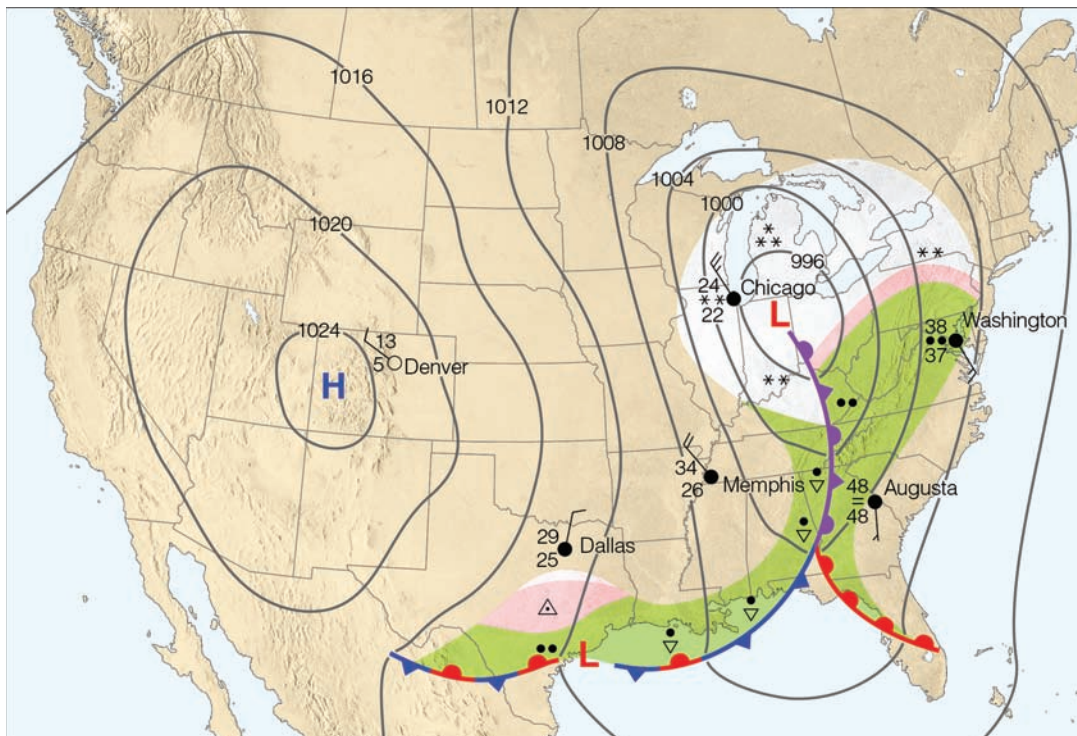 1016
1012
1008
1004
1000
1020
996
24
Chicago
22
L
1024
13
5
Denver
H
38
Washington
37
34
26
Memphis
48
Augusta
48
29
25
Dallas
L